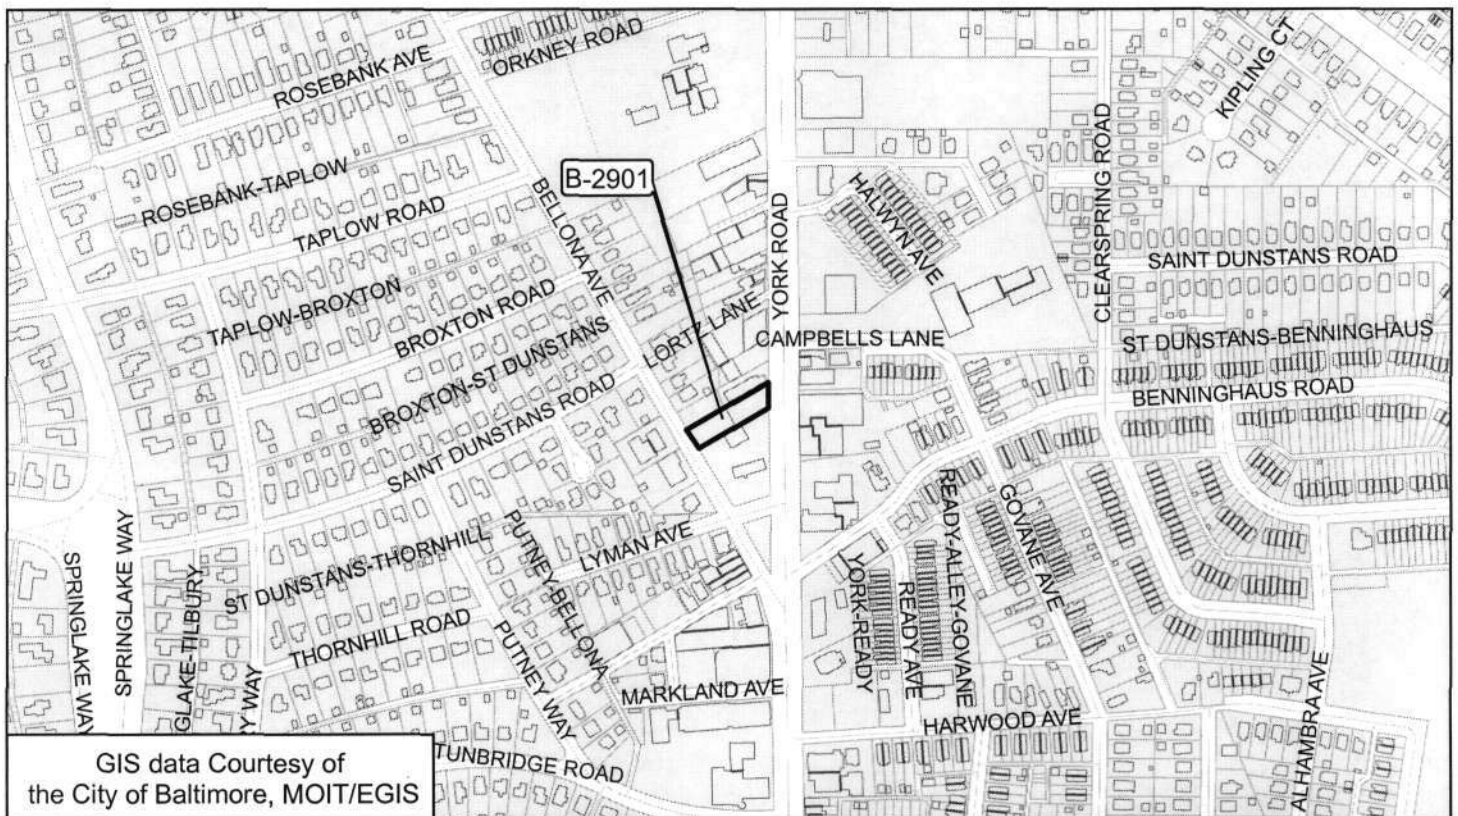 ORKNEY ROAD
ROSEBANK AVE
KIPLING CT
ROSEBANK-TAPLOW
B-2901
BELLONA AVE
CLEARSPRING ROAD
HALWYN AVE
TAPLOW ROAD
YORK ROAD
SAINT DUNSTANS ROAD
TAPLOW-BROXTON
BROXTON ROAD
LORTZ LANE
CAMPBELLS LANE
ST DUNSTANS-BENNINGHAUS
BROXTON-ST DUNSTANS
BENNINGHAUS ROAD
SAINT DUNSTANS ROAD
READY-ALLEY-GOVANE
GOVANE AVE
SPRINGLAKE WAY
SPRINGLAKE WAY
ST DUNSTANS-THORNHILL
PUTNEY-BELLONA
LYMAN AVE
YORK-READY
READY AVE
GLAKE-TILBURY
THORNHILL ROAD
PUTNEY WAY
Y WAY
MARKLAND AVE
HARWOOD AVE
ALHAMBRA AVE
TUNBRIDGE ROAD
GIS data Courtesy of
the City of Baltimore, MOIT/EGIS